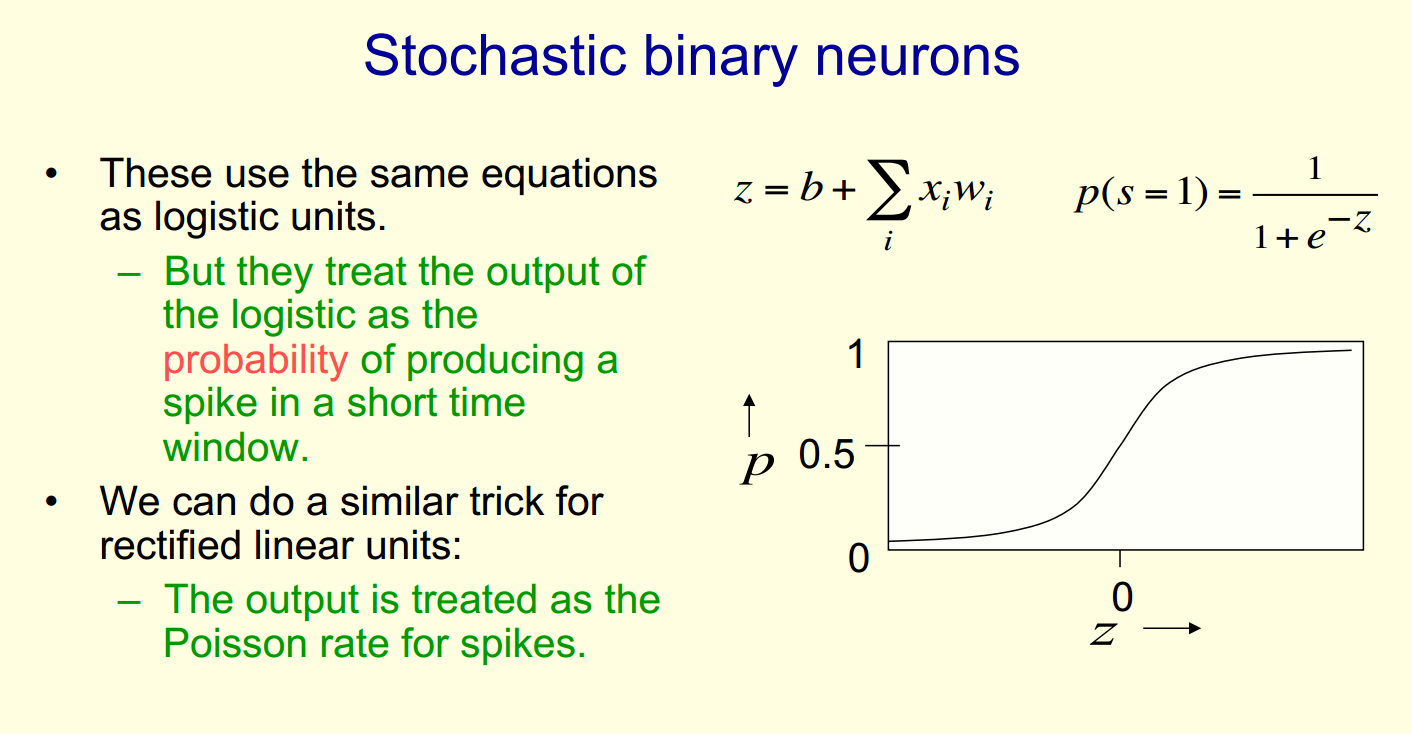 Stochastic binary neurons
• These use the same equations
as logistic units.
– But they treat the output of
the logistic as the
probability of producing a
spike in a short time
window.
• We can do a similar trick for
rectified linear units:
– The output is treated as the
Poisson rate for spikes.
z = b + ∑_i x_i w_i
p(s = 1) = 1 / (1 + e^{−z})
1
0.5
0
p
0
z